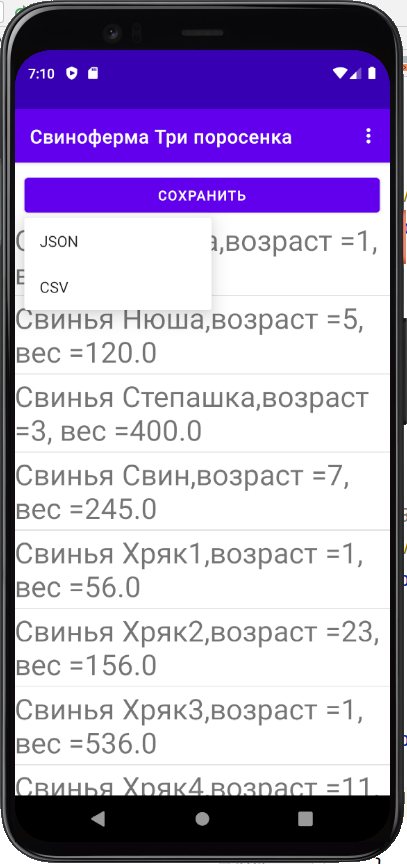 7:10
Свиноферма Три поросенка
СОХРАНИТЬ
JSON
CSV
а,возраст =1,
Свинья Нюша,возраст =5,
вес =120.0
Свинья Степашка,возраст
=3, вес =400.0
Свинья Свин,возраст =7,
вес =245.0
Свинья Хряк1,возраст =1,
вес =56.0
Свинья Хряк2,возраст =23,
вес =156.0
Свинья Хряк3,возраст =1,
вес =536.0
Свинья Хряк4,возраст =11,